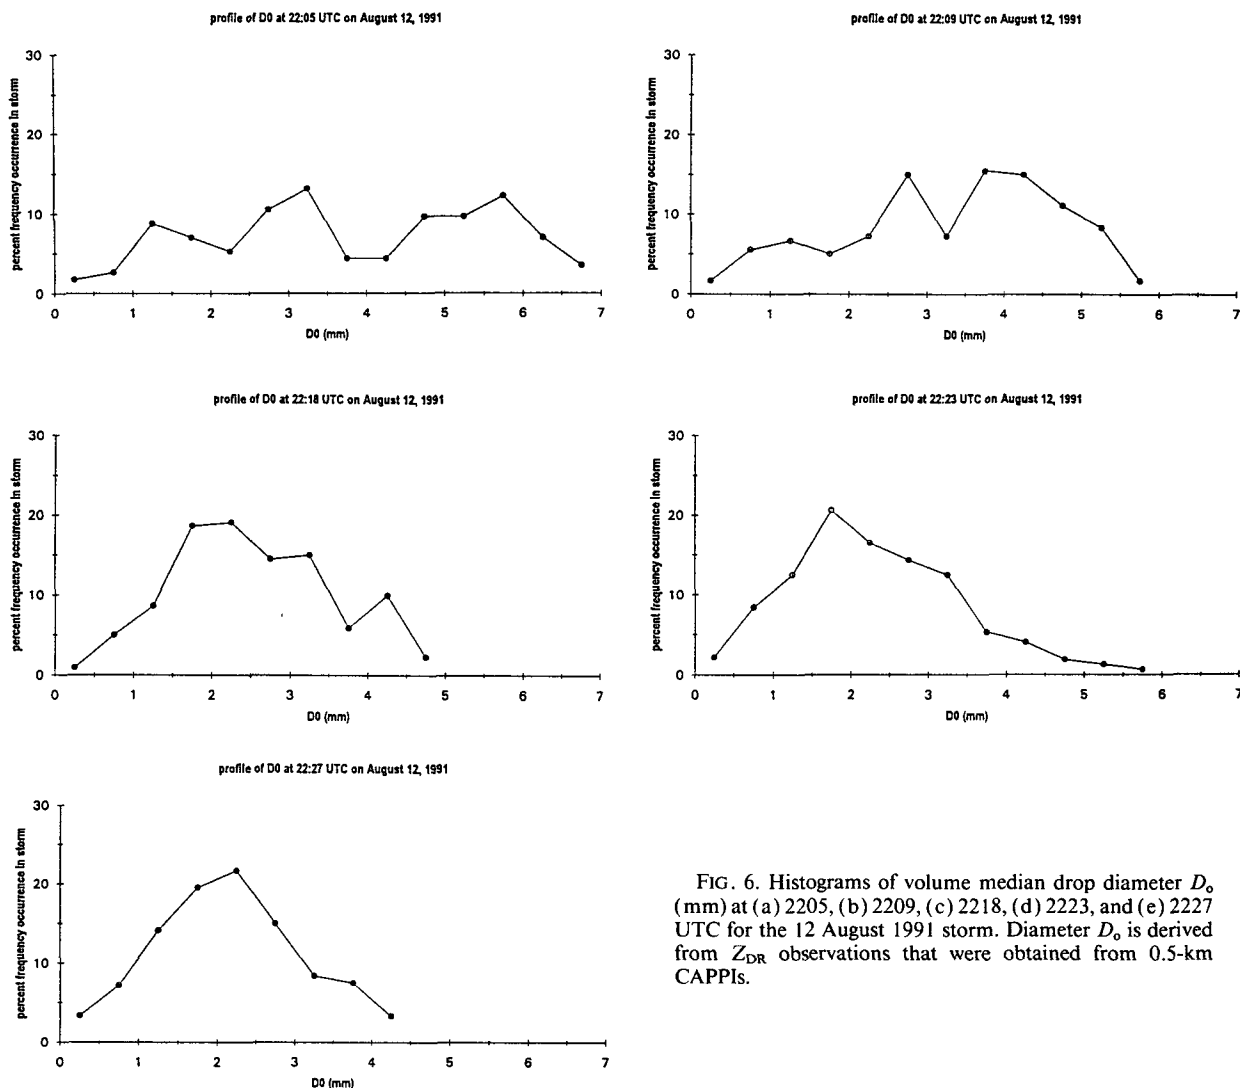 profile of D0 at 22:05 UTC on August 12, 1991
percent frequency occurrence in storm
30
20
10
0
0 1 2 3 4 5 6 7
D0 (mm)
profile of D0 at 22:09 UTC on August 12, 1991
percent frequency occurrence in storm
30
20
10
0
0 1 2 3 4 5 6 7
D0 (mm)
profile of D0 at 22:18 UTC on August 12, 1991
percent frequency occurrence in storm
30
20
10
0
0 1 2 3 4 5 6 7
D0 (mm)
profile of D0 at 22:23 UTC on August 12, 1991
percent frequency occurrence in storm
30
20
10
0
0 1 2 3 4 5 6 7
D0 (mm)
profile of D0 at 22:27 UTC on August 12, 1991
percent frequency occurrence in storm
30
20
10
0
0 1 2 3 4 5 6 7
D0 (mm)
FIG. 6. Histograms of volume median drop diameter Dₒ
(mm) at (a) 2205, (b) 2209, (c) 2218, (d) 2223, and (e) 2227
UTC for the 12 August 1991 storm. Diameter Dₒ is derived
from Z_DR observations that were obtained from 0.5-km
CAPPIs.